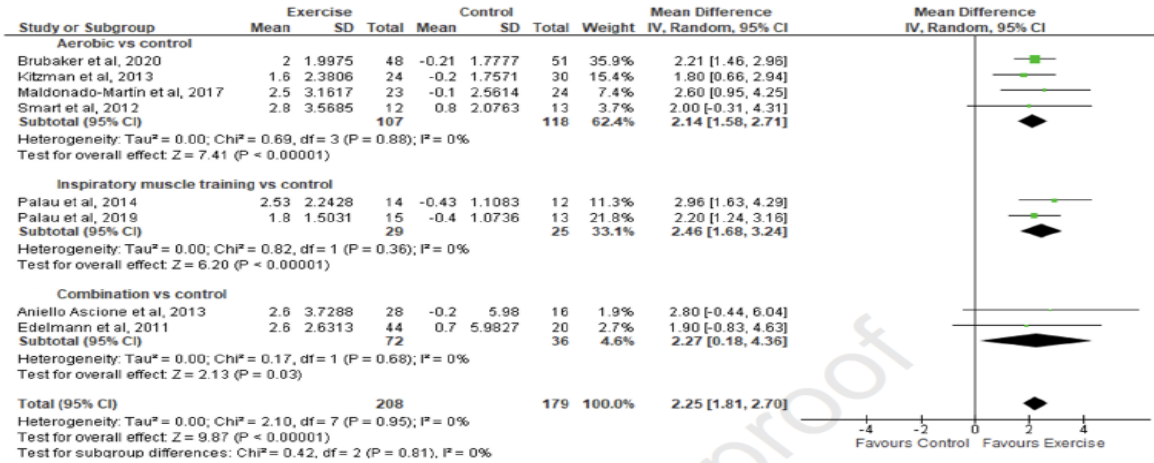 Exercise Control Mean Difference Mean Difference
Study or Subgroup Mean SD Total Mean SD Total Weight IV, Random, 95% CI IV, Random, 95% CI
Aerobic vs control
Brubaker et al, 2020 2 1.9975 48 -0.21 1.7777 51 35.9% 2.21 [1.46, 2.96]
Kitzman et al, 2013 1.6 2.3806 24 -0.2 1.7571 30 15.4% 1.80 [0.66, 2.94]
Maldonado-Martín et al, 2017 2.5 3.1617 23 -0.1 2.5614 24 7.4% 2.60 [0.95, 4.25]
Smart et al, 2012 2.8 3.5685 12 0.8 2.0763 13 3.7% 2.00 [-0.31, 4.31]
Subtotal (95% CI) 107 118 62.4% 2.14 [1.58, 2.71]
Heterogeneity: Tau² = 0.00; Chi² = 0.69, df = 3 (P = 0.88); I² = 0%
Test for overall effect: Z = 7.41 (P < 0.00001)
Inspiratory muscle training vs control
Palau et al, 2014 2.53 2.2428 14 -0.43 1.1083 12 11.3% 2.96 [1.63, 4.29]
Palau et al, 2019 1.8 1.5031 15 -0.4 1.0736 13 21.8% 2.20 [1.24, 3.16]
Subtotal (95% CI) 29 25 33.1% 2.46 [1.68, 3.24]
Heterogeneity: Tau² = 0.00; Chi² = 0.82, df = 1 (P = 0.36); I² = 0%
Test for overall effect: Z = 6.20 (P < 0.00001)
Combination vs control
Aniello Ascione et al, 2013 2.6 3.7288 28 -0.2 5.98 16 1.9% 2.80 [-0.44, 6.04]
Edelmann et al, 2011 2.6 2.6313 44 0.7 5.9827 20 2.7% 1.90 [-0.83, 4.63]
Subtotal (95% CI) 72 36 4.6% 2.27 [0.18, 4.36]
Heterogeneity: Tau² = 0.00; Chi² = 0.17, df = 1 (P = 0.68); I² = 0%
Test for overall effect: Z = 2.13 (P = 0.03)
Total (95% CI) 208 179 100.0% 2.25 [1.81, 2.70]
Heterogeneity: Tau² = 0.00; Chi² = 2.10, df = 7 (P = 0.95); I² = 0%
Test for overall effect: Z = 9.87 (P < 0.00001)
Test for subgroup differences: Chi² = 0.42, df = 2 (P = 0.81), I² = 0%
-4 -2 0 2 4
Favours Control Favours Exercise
proof